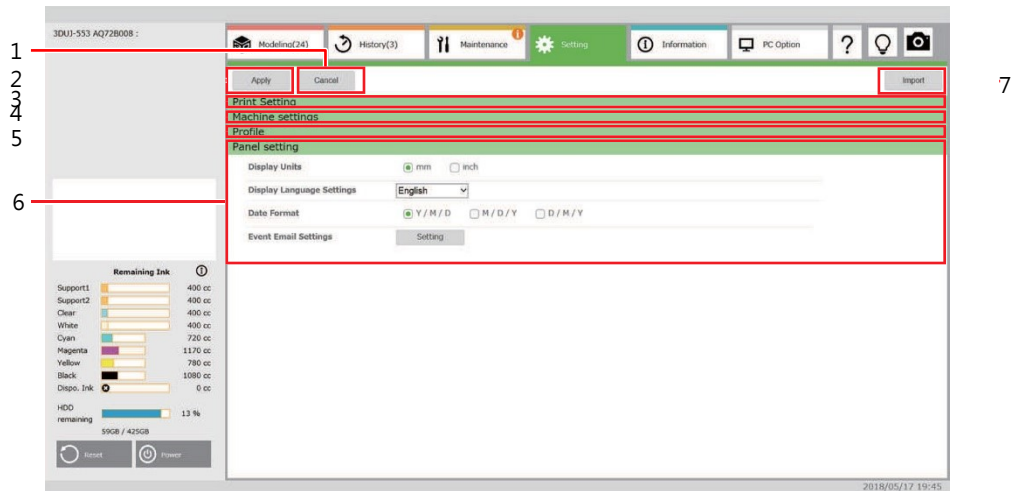 3DUJ-553 AQ72B008 :
Modeling(24) History(3) Maintenance Setting Information PC Option ?
1
2 Apply Cancel Import 7
3 Print Setting
4 Machine settings
5 Profile
Panel setting
Display Units mm inch
6 Display Language Settings English
Date Format Y / M / D M / D / Y D / M / Y
Event Email Settings Setting
Remaining Ink
Support1 400 cc
Support2 400 cc
Clear 400 cc
White 400 cc
Cyan 720 cc
Magenta 1170 cc
Yellow 780 cc
Black 1080 cc
Dispo. Ink 0 cc
HDD
remaining 13 %
59GB / 425GB
Reset Power
2018/05/17 19:45